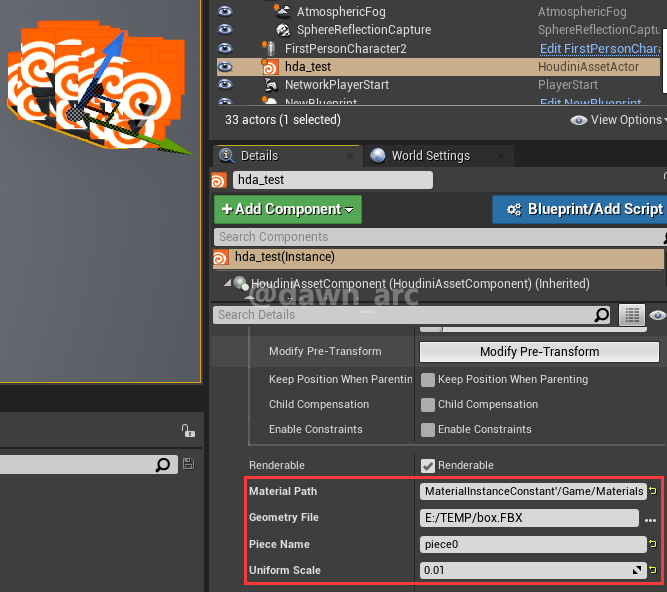 AtmosphericFog AtmosphericFog
SphereReflectionCapture SphereReflectionCaptu
FirstPersonCharacter2 Edit FirstPersonChara
hda_test HoudiniAssetActor
NetworkPlayerStart PlayerStart
NewBlueprint Edit NewBlueprint
33 actors (1 selected) View Options
Details World Settings
hda_test
+ Add Component Blueprint/Add Script
Search Components
hda_test(Instance)
HoudiniAssetComponent (HoudiniAssetComponent) (Inherited)
@dawn_arc
Search Details
Modify Pre-Transform Modify Pre-Transform
Keep Position When Parentin Keep Position When Parenting
Child Compensation Child Compensation
Enable Constraints Enable Constraints
Renderable Renderable
Material Path MaterialInstanceConstant'/Game/Materials
Geometry File E:/TEMP/box.FBX ...
Piece Name piece0
Uniform Scale 0.01